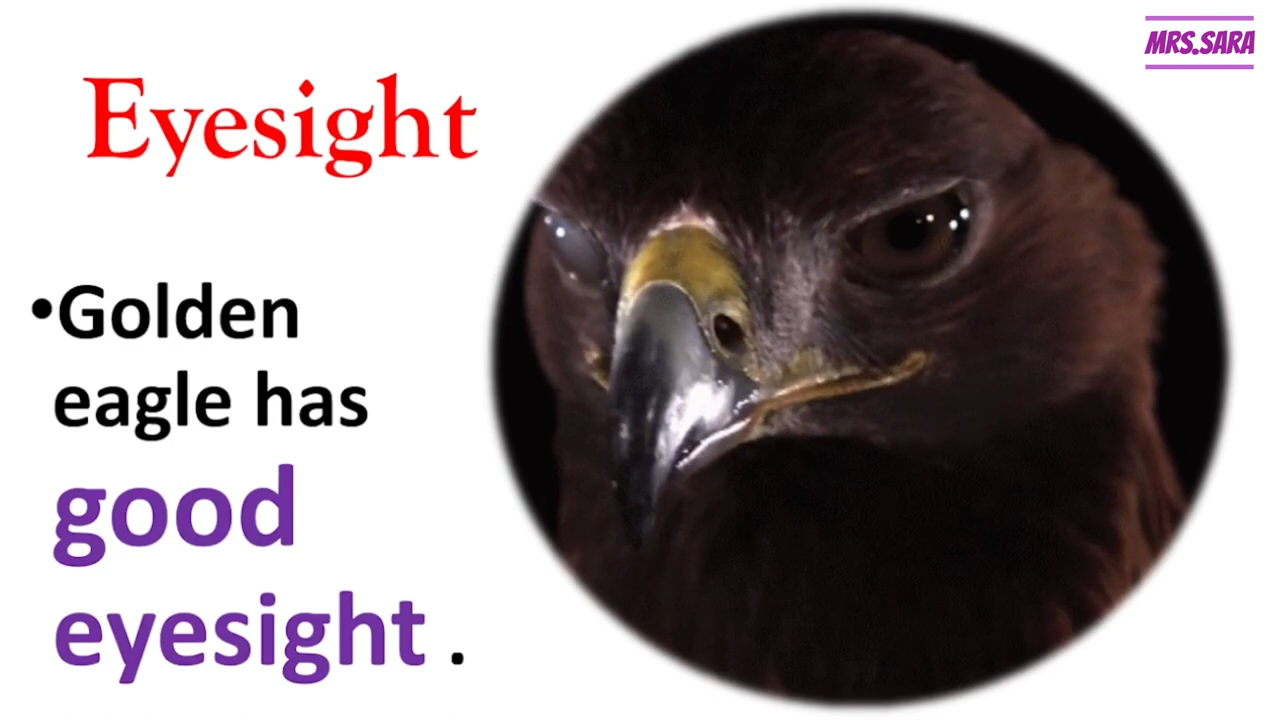 MRS.SARA
Eyesight
•Golden
eagle has
good
eyesight .